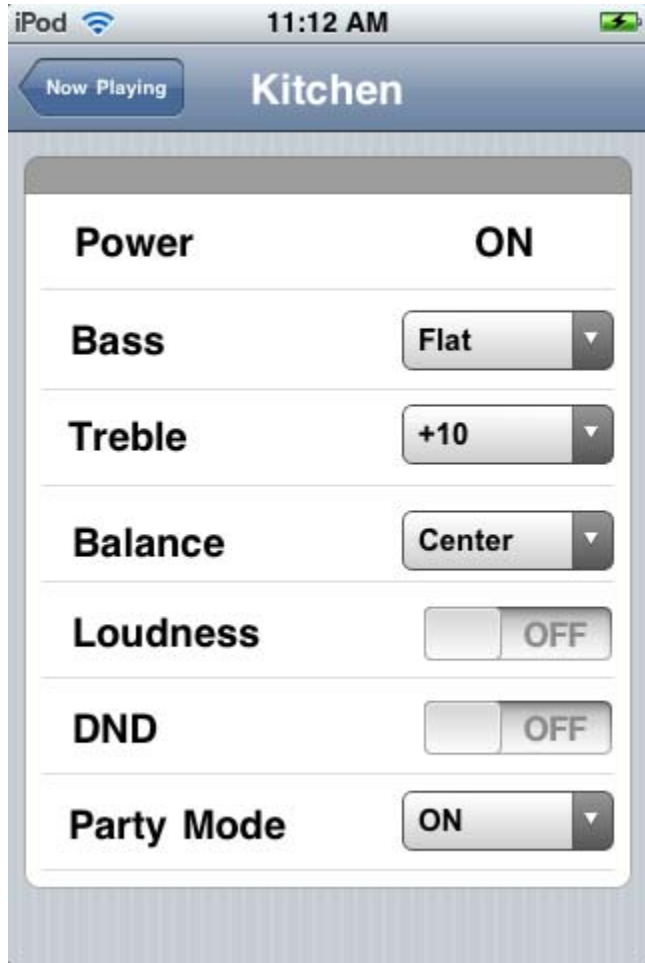 iPod 11:12 AM
Now Playing Kitchen
Power ON
Bass Flat
Treble +10
Balance Center
Loudness OFF
DND OFF
Party Mode ON